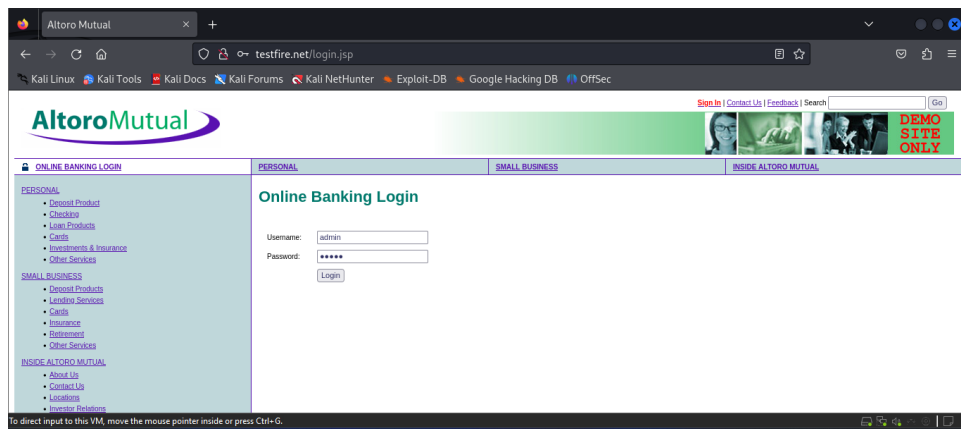 Altoro Mutual
testfire.net/login.jsp
Kali Linux Kali Tools Kali Docs Kali Forums Kali NetHunter Exploit-DB Google Hacking DB OffSec
Sign In | Contact Us | Feedback | Search Go
AltoroMutual
DEMO
SITE
ONLY
ONLINE BANKING LOGIN PERSONAL SMALL BUSINESS INSIDE ALTORO MUTUAL
PERSONAL
Deposit Product
Checking
Loan Products
Cards
Investments & Insurance
Other Services
SMALL BUSINESS
Deposit Products
Lending Services
Cards
Insurance
Retirement
Other Services
INSIDE ALTORO MUTUAL
About Us
Contact Us
Locations
Investor Relations
Online Banking Login
Username: admin
Password: •••••
Login
To direct input to this VM, move the mouse pointer inside or press Ctrl+G.